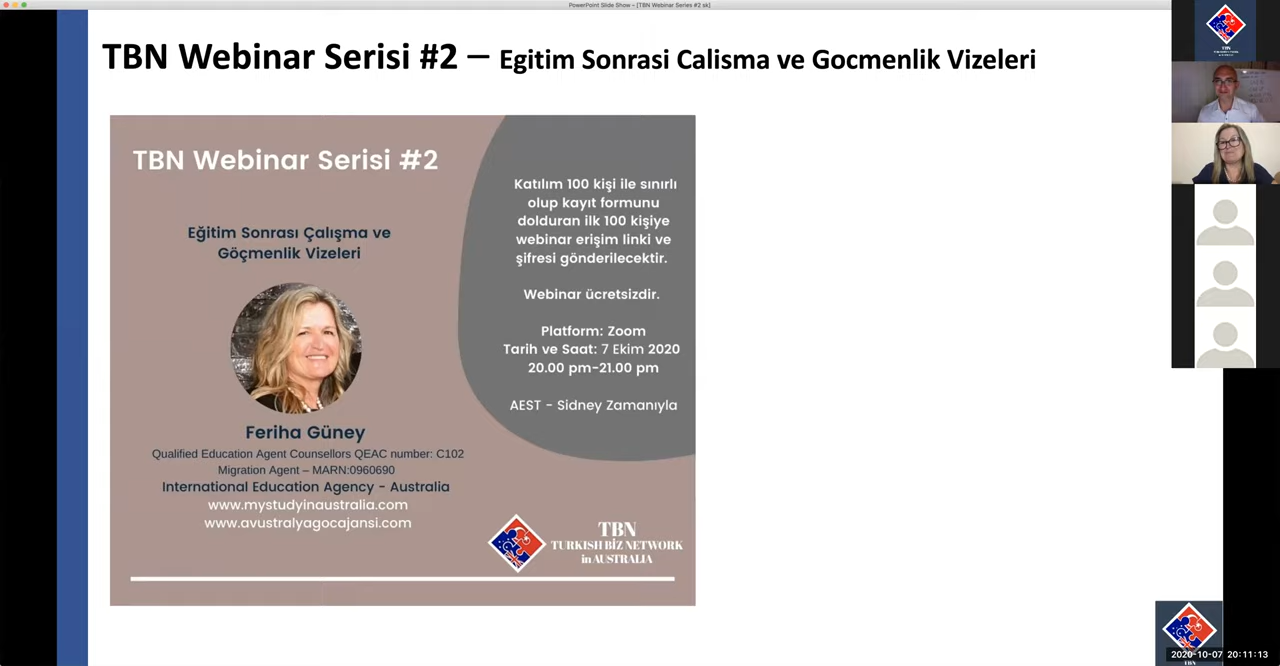 PowerPoint Slide Show - [TBN Webinar Series #2 sk]
TBN Webinar Serisi #2 – Egitim Sonrasi Calisma ve Gocmenlik Vizeleri
TBN Webinar Serisi #2
Eğitim Sonrası Çalışma ve
Göçmenlik Vizeleri
Feriha Güney
Qualified Education Agent Counsellors QEAC number: C102
Migration Agent – MARN:0960690
International Education Agency - Australia
www.mystudyinaustralia.com
www.avustralyagocajansi.com
Katılım 100 kişi ile sınırlı
olup kayıt formunu
dolduran ilk 100 kişiye
webinar erişim linki ve
şifresi gönderilecektir.
Webinar ücretsizdir.
Platform: Zoom
Tarih ve Saat: 7 Ekim 2020
20.00 pm-21.00 pm
AEST - Sidney Zamanıyla
TBN
TURKISH BİZ NETWORK
in AUSTRALIA
TBN
TBN
2020-10-07 20:11:13